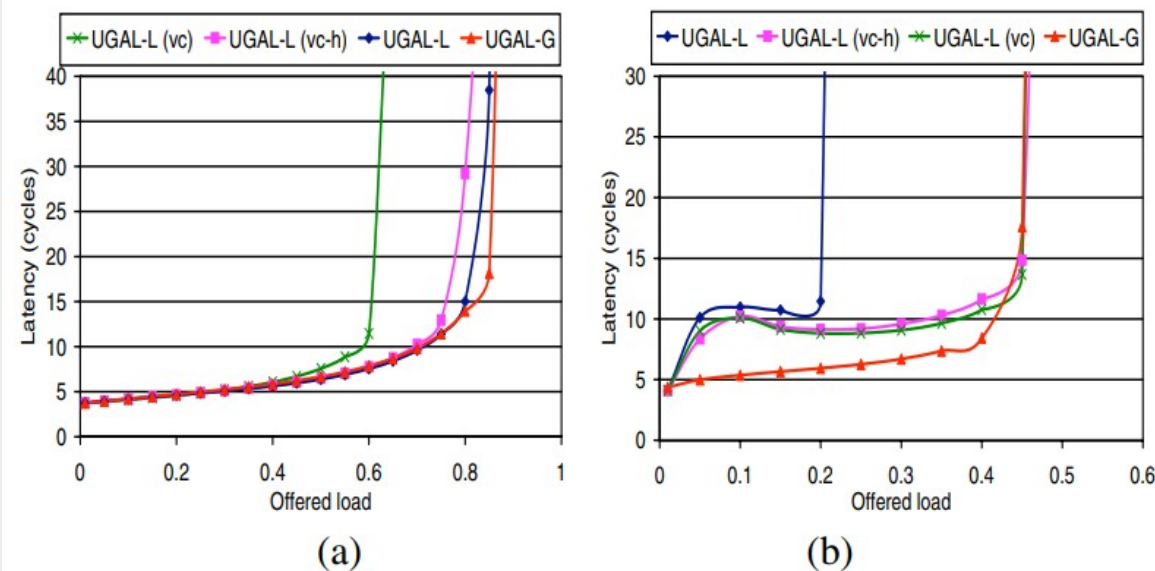 UGAL-L (vc) UGAL-L (vc-h) UGAL-L UGAL-G
40
35
30
25
20
15
10
5
0
Latency (cycles)
0 0.2 0.4 0.6 0.8 1
Offered load
(a)
UGAL-L UGAL-L (vc-h) UGAL-L (vc) UGAL-G
30
25
20
15
10
5
0
Latency (cycles)
0 0.1 0.2 0.3 0.4 0.5 0.6
Offered load
(b)